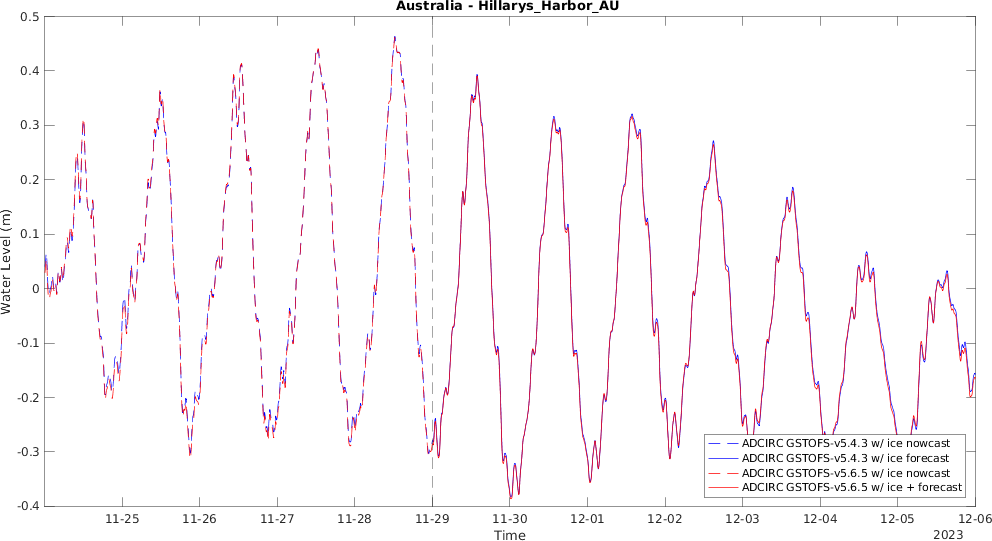 Australia - Hillarys_Harbor_AU
0.5
0.4
0.3
0.2
0.1
0
-0.1
-0.2
-0.3
-0.4
Water Level (m)
ADCIRC GSTOFS-v5.4.3 w/ ice nowcast
ADCIRC GSTOFS-v5.4.3 w/ ice forecast
ADCIRC GSTOFS-v5.6.5 w/ ice nowcast
ADCIRC GSTOFS-v5.6.5 w/ ice + forecast
11-25 11-26 11-27 11-28 11-29 11-30 12-01 12-02 12-03 12-04 12-05 12-06
Time
2023